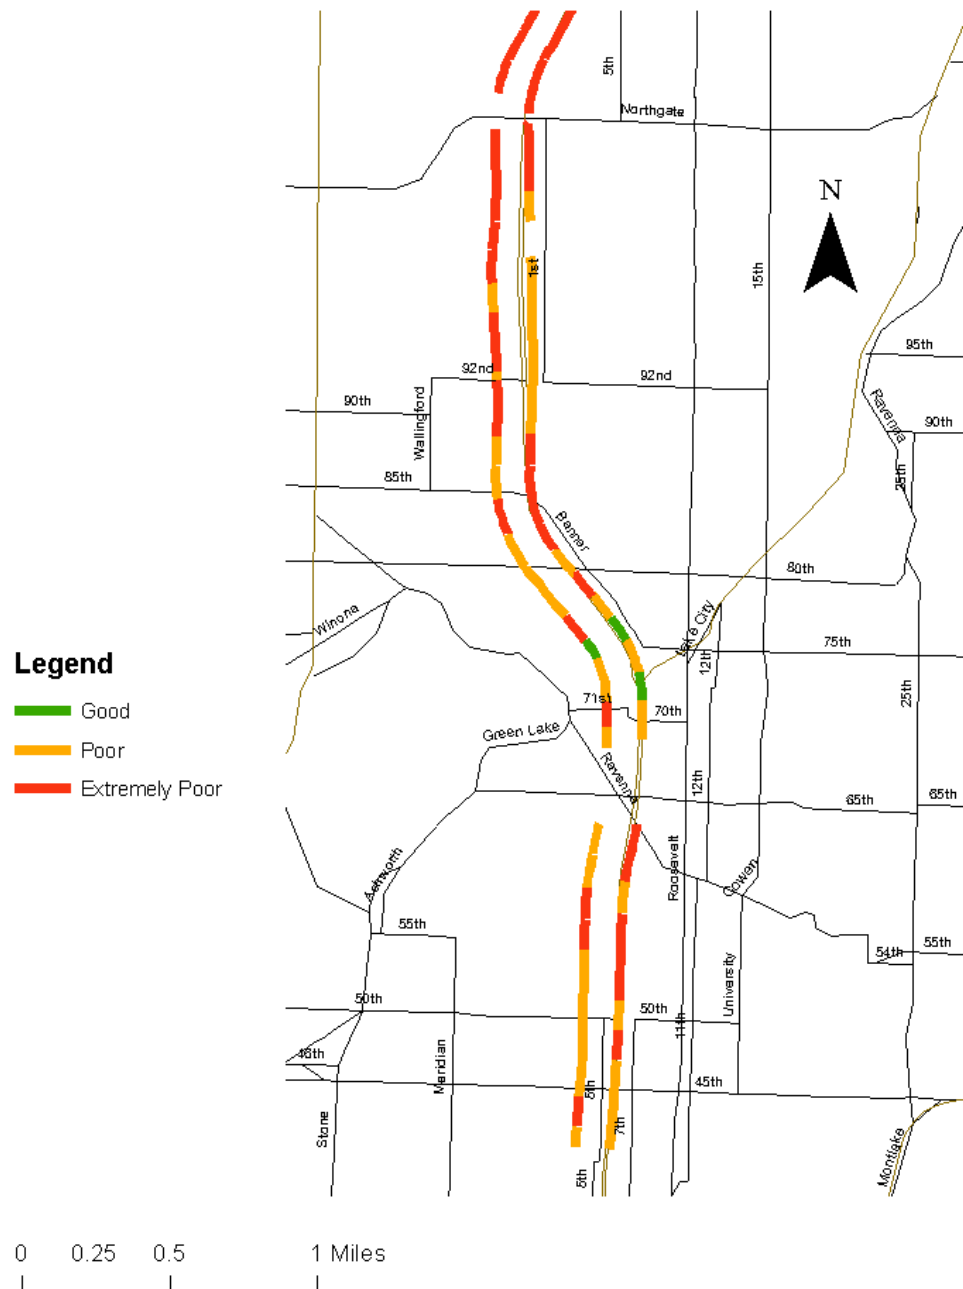 5th
Northgate
N
1st
15th
95th
92nd
92nd
90th
Wallingford
Ravenna
90th
85th
25th
Banner
80th
Winona
Lake City
75th
12th
Legend
Good
Poor
Extremely Poor
71st
70th
25th
Green Lake
Ravenna
12th
65th
65th
Ashworth
Roosevelt
Cowen
55th
54th
55th
University
50th
50th
11th
46th
Meridian
45th
5th
Stone
7th
Montlake
5th
0 0.25 0.5 1 Miles